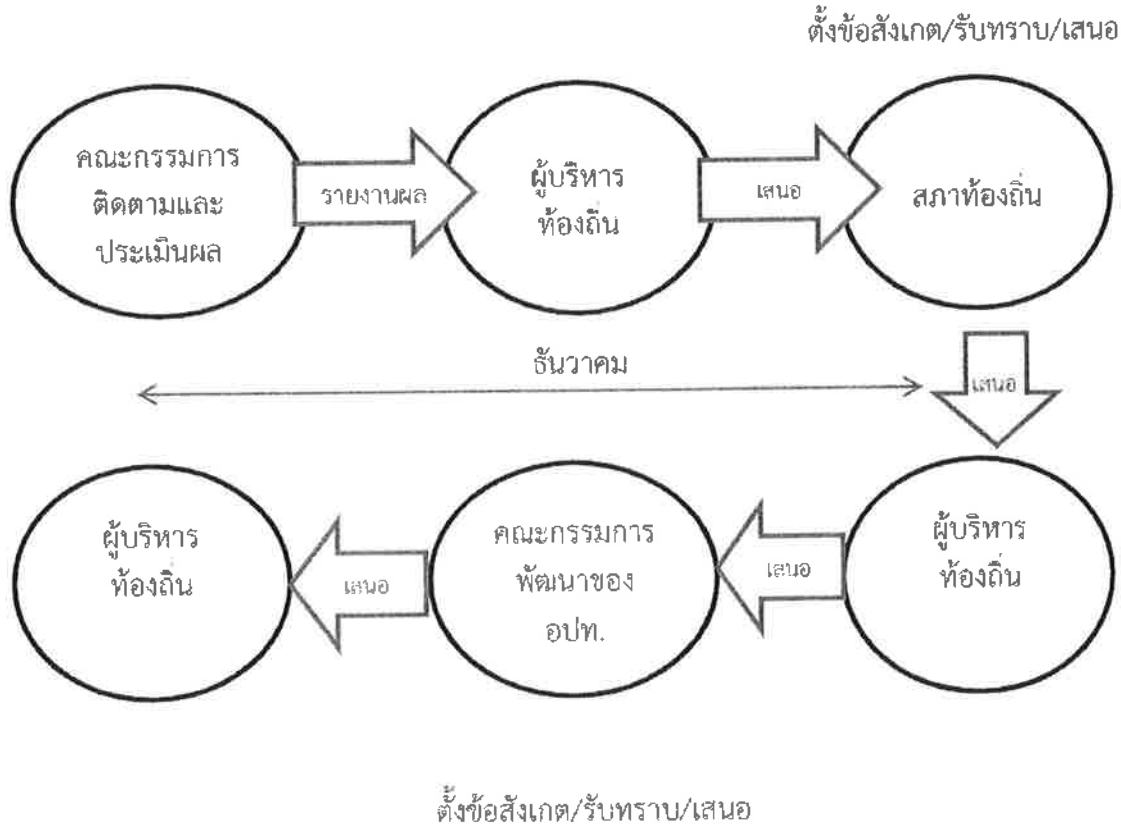 ตั้งข้อสังเกต/รับทราบ/เสนอ
คณะกรรมการ
ติดตามและ
ประเมินผล
รายงานผล
ผู้บริหาร
ท้องถิ่น
เสนอ
สภาท้องถิ่น
ธันวาคม
เสนอ
ผู้บริหาร
ท้องถิ่น
เสนอ
คณะกรรมการ
พัฒนาของ
อปท.
เสนอ
ผู้บริหาร
ท้องถิ่น
ตั้งข้อสังเกต/รับทราบ/เสนอ